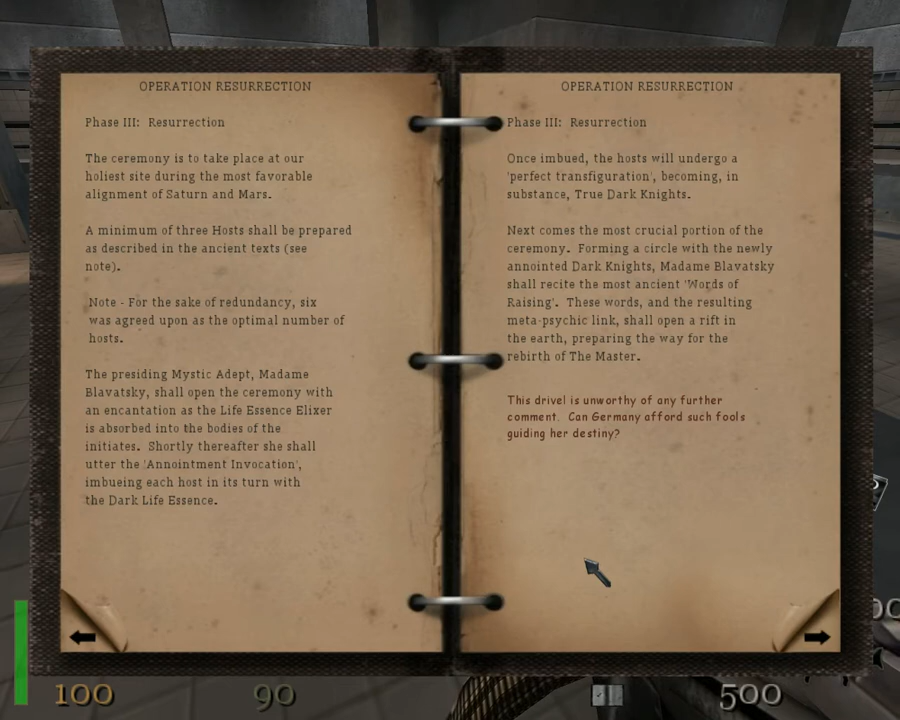 OPERATION RESURRECTION
Phase III:  Resurrection
The ceremony is to take place at our
holiest site during the most favorable
alignment of Saturn and Mars.
A minimum of three Hosts shall be prepared
as described in the ancient texts (see
note).
Note - For the sake of redundancy, six
was agreed upon as the optimal number of
hosts.
The presiding Mystic Adept, Madame
Blavatsky, shall open the ceremony with
an encantation as the Life Essence Elixer
is absorbed into the bodies of the
initiates.  Shortly thereafter she shall
utter the 'Annointment Invocation',
imbueing each host in its turn with
the Dark Life Essence.
OPERATION RESURRECTION
Phase III:  Resurrection
Once imbued, the hosts will undergo a
'perfect transfiguration', becoming, in
substance, True Dark Knights.
Next comes the most crucial portion of the
ceremony.  Forming a circle with the newly
annointed Dark Knights, Madame Blavatsky
shall recite the most ancient 'Words of
Raising'.  These words, and the resulting
meta-psychic link, shall open a rift in
the earth, preparing the way for the
rebirth of The Master.
This drivel is unworthy of any further
comment.  Can Germany afford such fools
guiding her destiny?
100
90
500